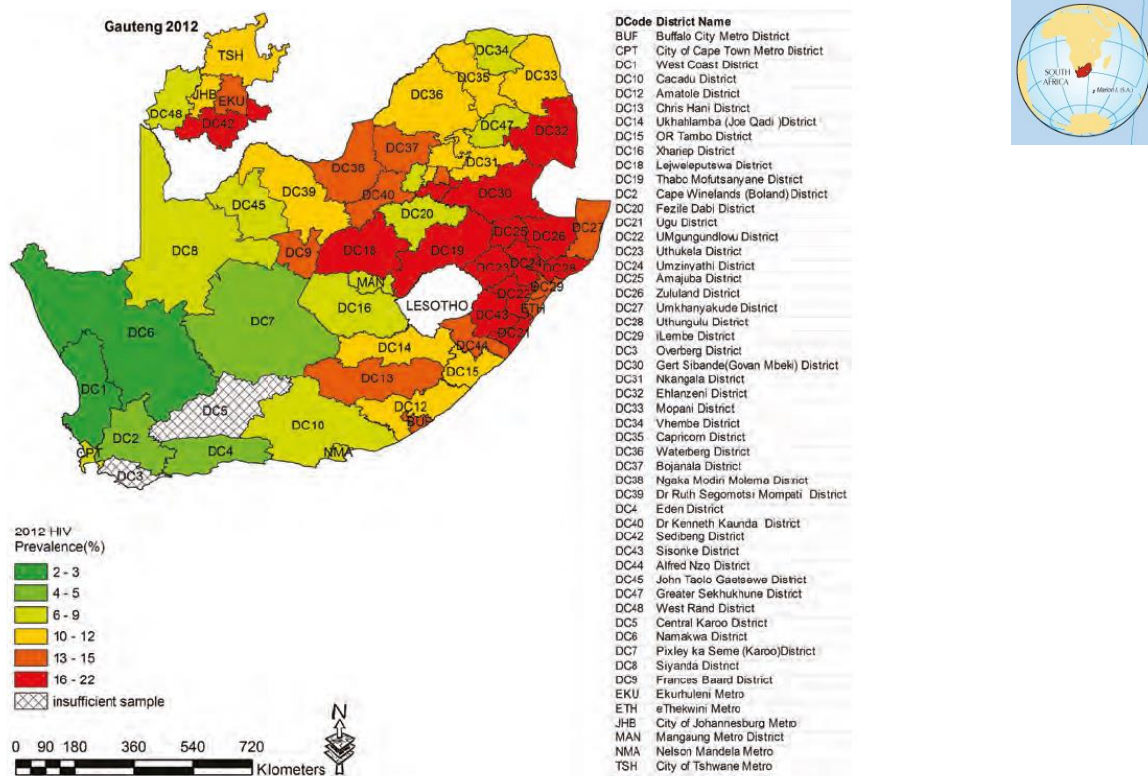 Gauteng 2012
TSH
JHB
EKU
DC48
DC42
DC34
DC35
DC33
DC36
DC47
DC32
DC37
DC38
DC31
DC39
DC40
DC30
DC45
DC20
DC8
DC9
DC18
DC19
DC25
DC26
DC27
DC23
DC24
DC28
MAN
DC29
DC16
LESOTHO
DC22
ETH
DC43
DC6
DC7
DC21
DC14
DC44
DC15
DC1
DC13
DC5
DC12
BUF
DC2
DC10
CPT
DC4
NMA
DC3
2012 HIV
Prevalence(%)
2 - 3
4 - 5
6 - 9
10 - 12
13 - 15
16 - 22
insufficient sample
N
0 90 180 360 540 720
Klometers
DCode District Name
BUF Buffalo City Metro District
CPT City of Cape Town Metro District
DC1 West Coast District
DC10 Cacadu District
DC12 Amatole District
DC13 Chris Hani District
DC14 Ukhahlamba (Joe Qadi )District
DC15 OR Tambo District
DC16 Xhariep District
DC18 Lejweleputswa District
DC19 Thabo Mofutsanyane District
DC2 Cape Winelands (Boland) District
DC20 Fezile Dabi District
DC21 Ugu District
DC22 UMgungundlovu District
DC23 Uthukela District
DC24 Umzinyathi District
DC25 Amajuba District
DC26 Zululand District
DC27 Umkhanyakude District
DC28 Uthungulu District
DC29 iLembe District
DC3 Overberg District
DC30 Gert Sibande(Govan Mbeki) District
DC31 Nkangala District
DC32 Ehlanzeni District
DC33 Mopani District
DC34 Vhembe District
DC35 Capricorn District
DC36 Waterberg District
DC37 Bojanala District
DC38 Ngaka Modiri Molema District
DC39 Dr Ruth Segomotsi Mompati District
DC4 Eden District
DC40 Dr Kenneth Kaunda District
DC42 Sedibeng District
DC43 Sisonke District
DC44 Alfred Nzo District
DC45 John Taolo Gaetsewe District
DC47 Greater Sekhukhune District
DC48 West Rand District
DC5 Central Karoo District
DC6 Namakwa District
DC7 Pixley ka Seme (Karoo)District
DC8 Siyanda District
DC9 Frances Baard District
EKU Ekurhuleni Metro
ETH eThekwini Metro
JHB City of Johannesburg Metro
MAN Mangaung Metro District
NMA Nelson Mandela Metro
TSH City of Tshwane Metro
SOUTH
AFRICA
Marion I. (S.A.)